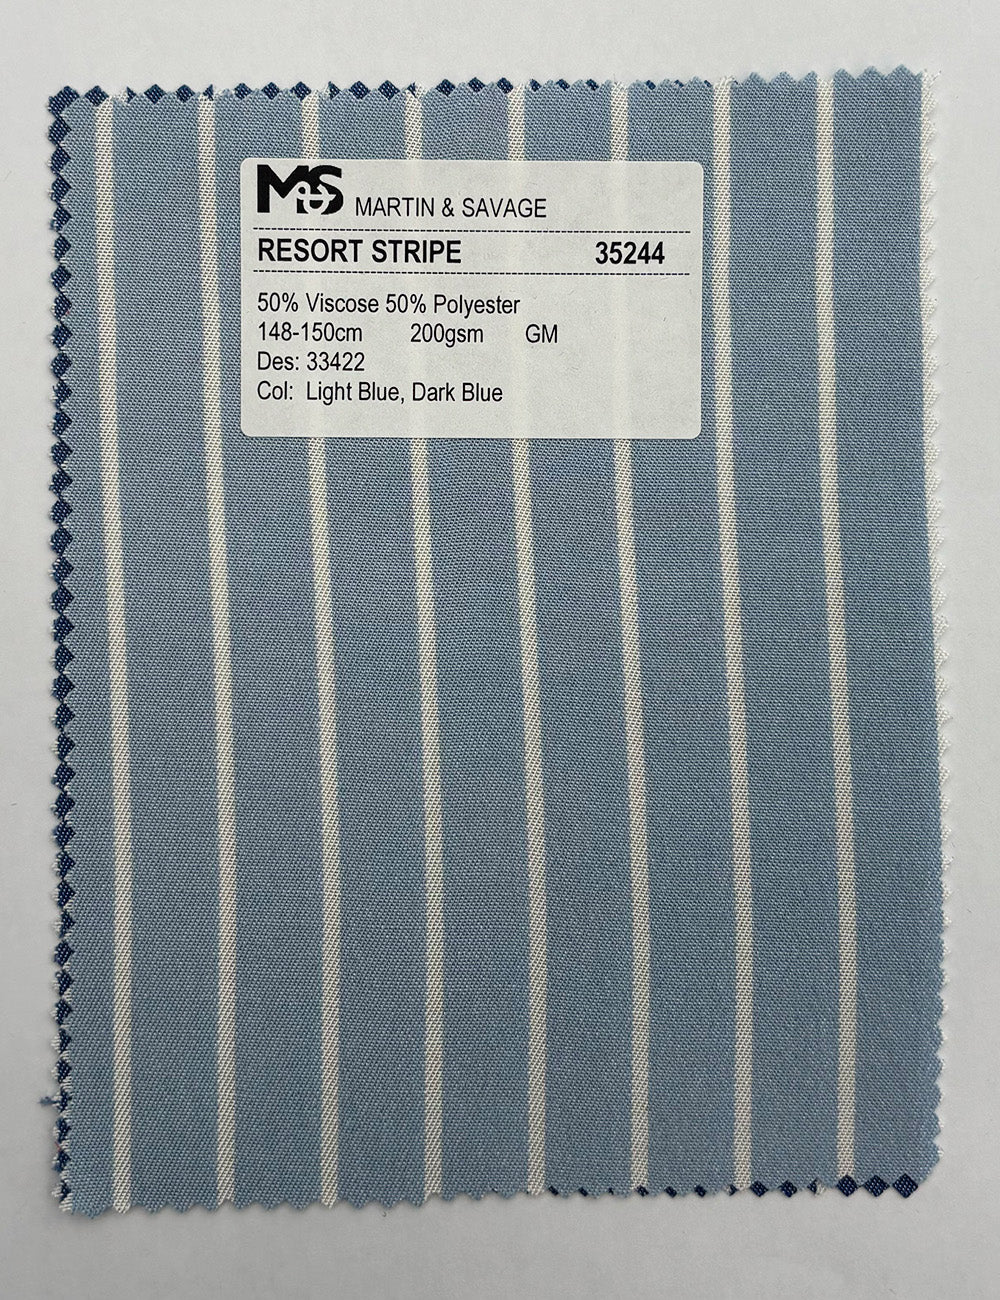 M&S MARTIN & SAVAGE
RESORT STRIPE 35244
50% Viscose 50% Polyester
148-150cm 200gsm GM
Des: 33422
Col: Light Blue, Dark Blue